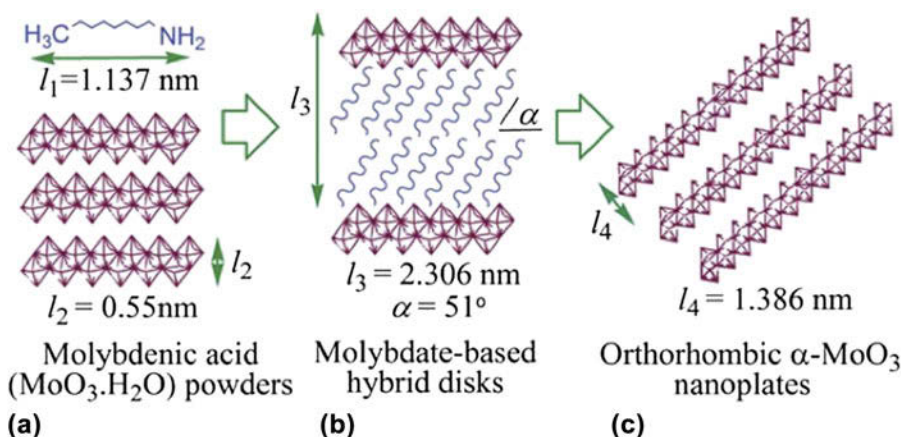 H₃C NH₂
l₁=1.137 nm
l₂
l₂ = 0.55nm
Molybdenic acid
(MoO₃.H₂O) powders
(a)
l₃
/α
l₃ = 2.306 nm
α = 51°
Molybdate-based
hybrid disks
(b)
l₄
l₄ = 1.386 nm
Orthorhombic α-MoO₃
nanoplates
(c)